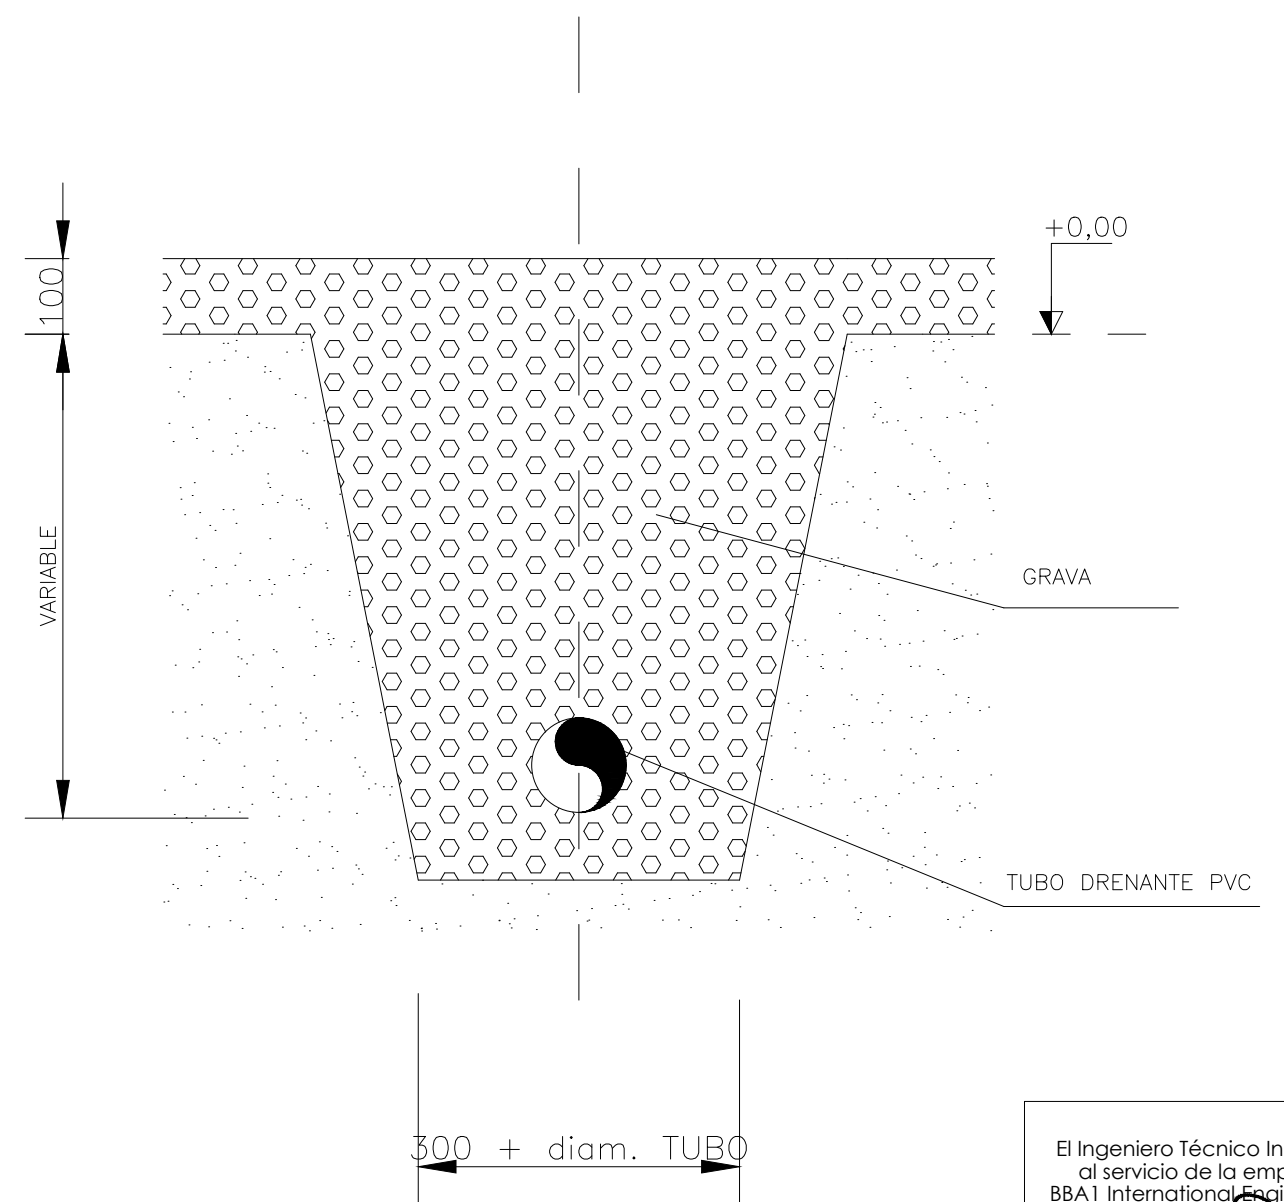 +0,00
100
VARIABLE
GRAVA
TUBO DRENANTE PVC
300 + diam. TUBO
El Ingeniero Técnico In
al servicio de la emp
BBA1 International Engi